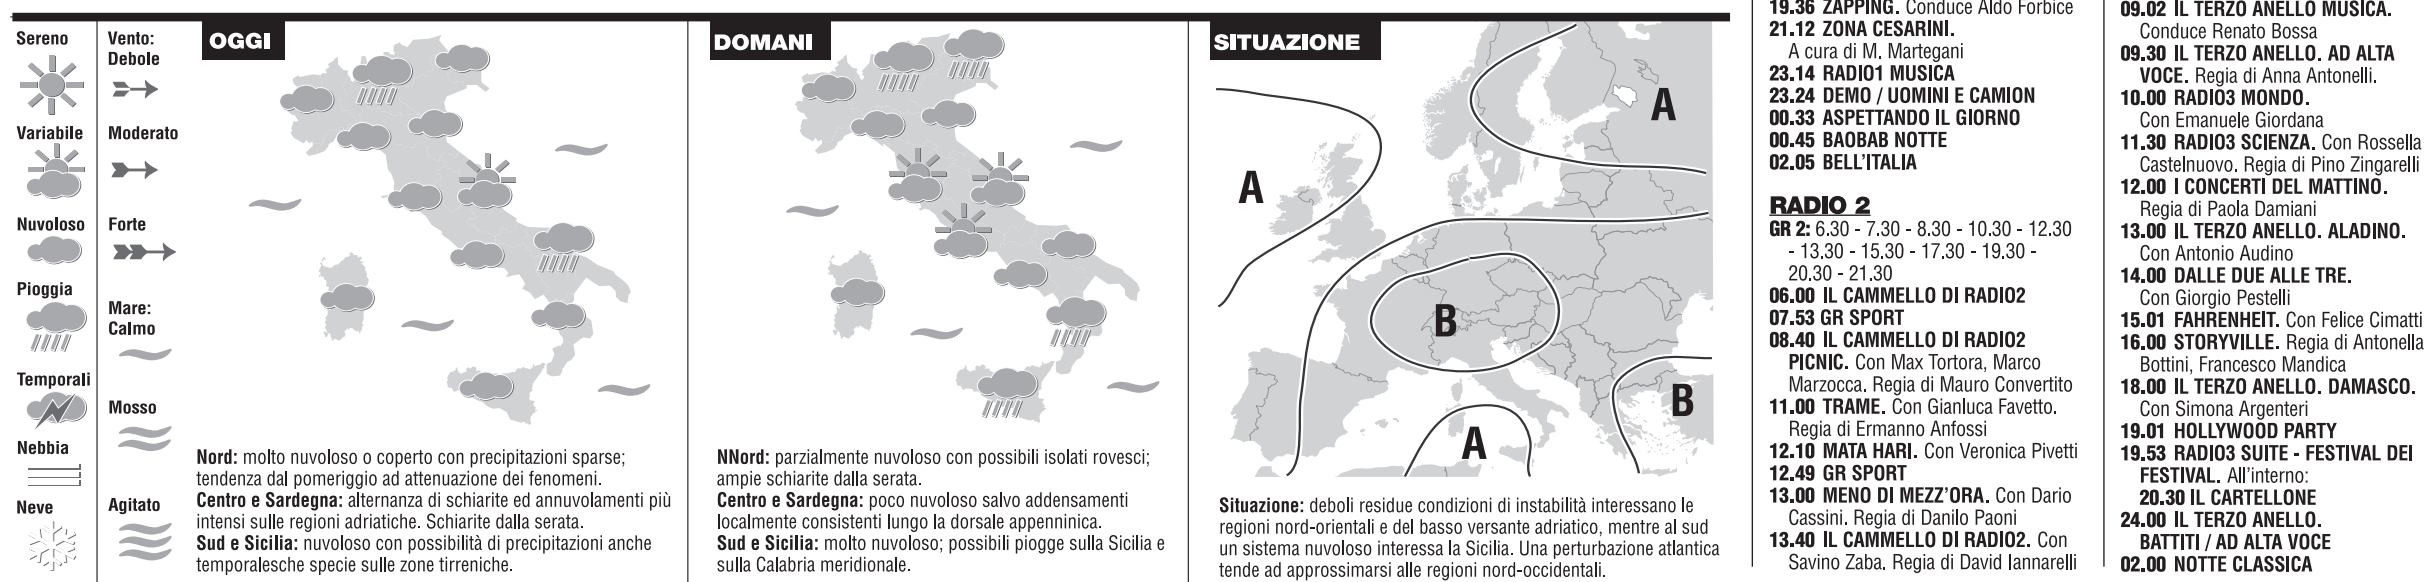 Sereno
Variabile
Nuvoloso
Pioggia
Temporali
Nebbia
Neve
Vento:
Debole
Moderato
Forte
Mare:
Calmo
Mosso
Agitato
OGGI
Nord: molto nuvoloso o coperto con precipitazioni sparse;
tendenza dal pomeriggio ad attenuazione dei fenomeni.
Centro e Sardegna: alternanza di schiarite ed annuvolamenti più
intensi sulle regioni adriatiche. Schiarite dalla serata.
Sud e Sicilia: nuvoloso con possibilità di precipitazioni anche
temporalesche specie sulle zone tirreniche.
DOMANI
NNord: parzialmente nuvoloso con possibili isolati rovesci;
ampie schiarite dalla serata.
Centro e Sardegna: poco nuvoloso salvo addensamenti
localmente consistenti lungo la dorsale appenninica.
Sud e Sicilia: molto nuvoloso; possibili piogge sulla Sicilia e
sulla Calabria meridionale.
SITUAZIONE
A
A
B
B
A
Situazione: deboli residue condizioni di instabilità interessano le
regioni nord-orientali e del basso versante adriatico, mentre al sud
un sistema nuvoloso interessa la Sicilia. Una perturbazione atlantica
tende ad approssimarsi alle regioni nord-occidentali.
19.36 ZAPPING. Conduce Aldo Forbice
21.12 ZONA CESARINI.
A cura di M. Martegani
23.14 RADIO1 MUSICA
23.24 DEMO / UOMINI E CAMION
00.33 ASPETTANDO IL GIORNO
00.45 BAOBAB NOTTE
02.05 BELL'ITALIA
RADIO 2
GR 2: 6.30 - 7.30 - 8.30 - 10.30 - 12.30
- 13.30 - 15.30 - 17.30 - 19.30 -
20.30 - 21.30
06.00 IL CAMMELLO DI RADIO2
07.53 GR SPORT
08.40 IL CAMMELLO DI RADIO2
PICNIC. Con Max Tortora, Marco
Marzocca. Regia di Mauro Convertito
11.00 TRAME. Con Gianluca Favetto.
Regia di Ermanno Anfossi
12.10 MATA HARI. Con Veronica Pivetti
12.49 GR SPORT
13.00 MENO DI MEZZ'ORA. Con Dario
Cassini. Regia di Danilo Paoni
13.40 IL CAMMELLO DI RADIO2. Con
Savino Zaba. Regia di David Iannarelli
09.02 IL TERZO ANELLO MUSICA.
Conduce Renato Bossa
09.30 IL TERZO ANELLO. AD ALTA
VOCE. Regia di Anna Antonelli.
10.00 RADIO3 MONDO.
Con Emanuele Giordana
11.30 RADIO3 SCIENZA. Con Rossella
Castelnuovo. Regia di Pino Zingarelli
12.00 I CONCERTI DEL MATTINO.
Regia di Paola Damiani
13.00 IL TERZO ANELLO. ALADINO.
Con Antonio Audino
14.00 DALLE DUE ALLE TRE.
Con Giorgio Pestelli
15.01 FAHRENHEIT. Con Felice Cimatti
16.00 STORYVILLE. Regia di Antonella
Bottini, Francesco Mandica
18.00 IL TERZO ANELLO. DAMASCO.
Con Simona Argenteri
19.01 HOLLYWOOD PARTY
19.53 RADIO3 SUITE - FESTIVAL DEI
FESTIVAL. All'interno:
20.30 IL CARTELLONE
24.00 IL TERZO ANELLO.
BATTITI / AD ALTA VOCE
02.00 NOTTE CLASSICA